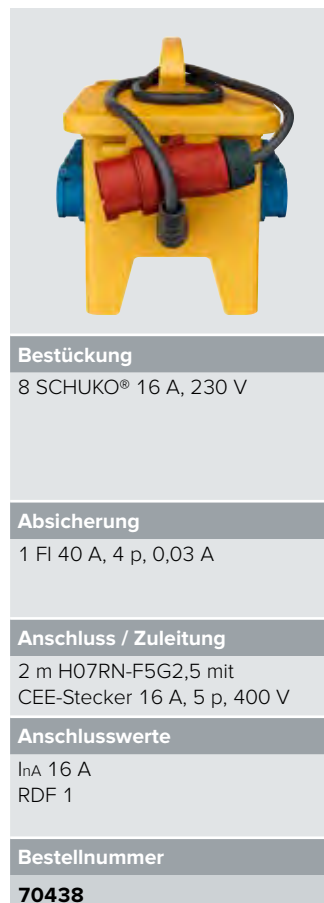 Bestückung
8 SCHUKO® 16 A, 230 V
Absicherung
1 FI 40 A, 4 p, 0,03 A
Anschluss / Zuleitung
2 m H07RN-F5G2,5 mit
CEE-Stecker 16 A, 5 p, 400 V
Anschlusswerte
InA 16 A
RDF 1
Bestellnummer
70438